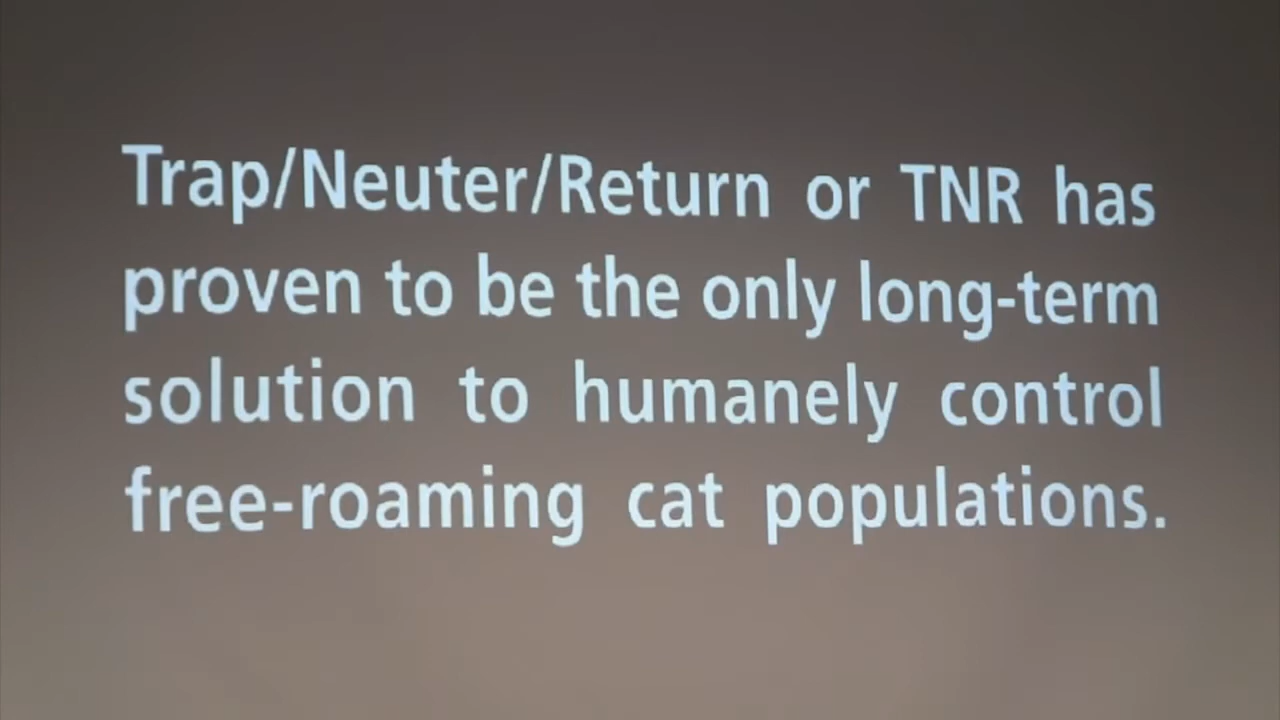 Trap/Neuter/Return or TNR has
proven to be the only long-term
solution to humanely control
free-roaming cat populations.